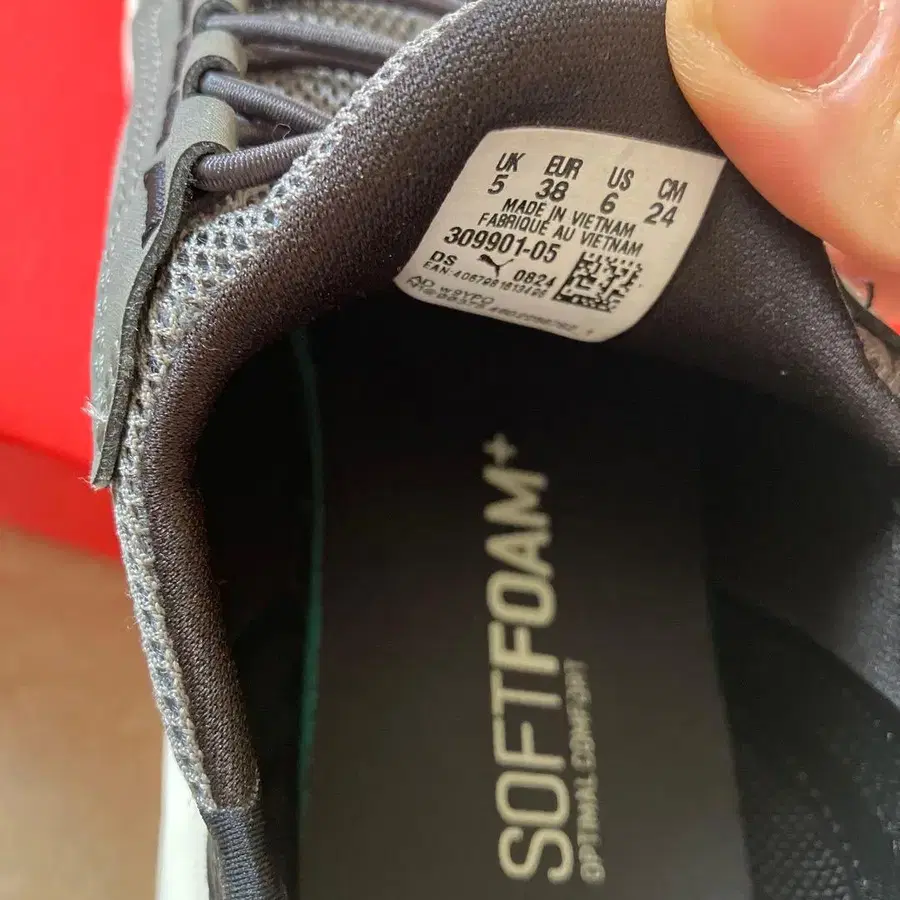 UK EUR US CM
5 38 6 24
MADE IN VIETNAM
FABRIQUE AU VIETNAM
309901-05
DS 0824
SOFTFOAM+
OPTIMAL COMFORT